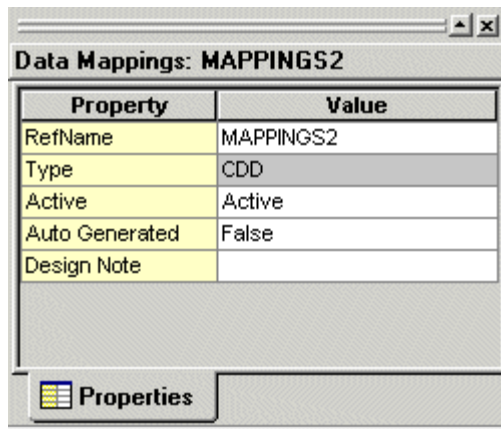 Data Mappings: MAPPINGS2
Property Value
RefName MAPPINGS2
Type CDD
Active Active
Auto Generated False
Design Note
Properties